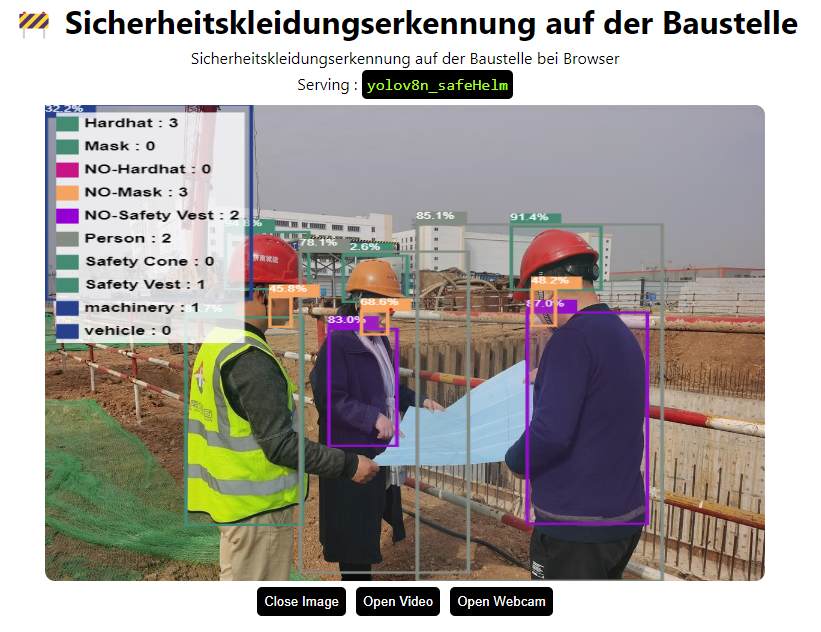 Sicherheitskleidungserkennung auf der Baustelle
Sicherheitskleidungserkennung auf der Baustelle bei Browser
Serving : yolov8n_safeHelm
32.2%
Hardhat : 3
Mask : 0
NO-Hardhat : 0
NO-Mask : 3
NO-Safety Vest : 2
Person : 2
Safety Cone : 0
Safety Vest : 1
machinery : 1
vehicle : 0
85.1%
91.4%
78.1%
2.6%
45.8%
48.2%
68.6%
87.0%
83.0%
Close Image
Open Video
Open Webcam